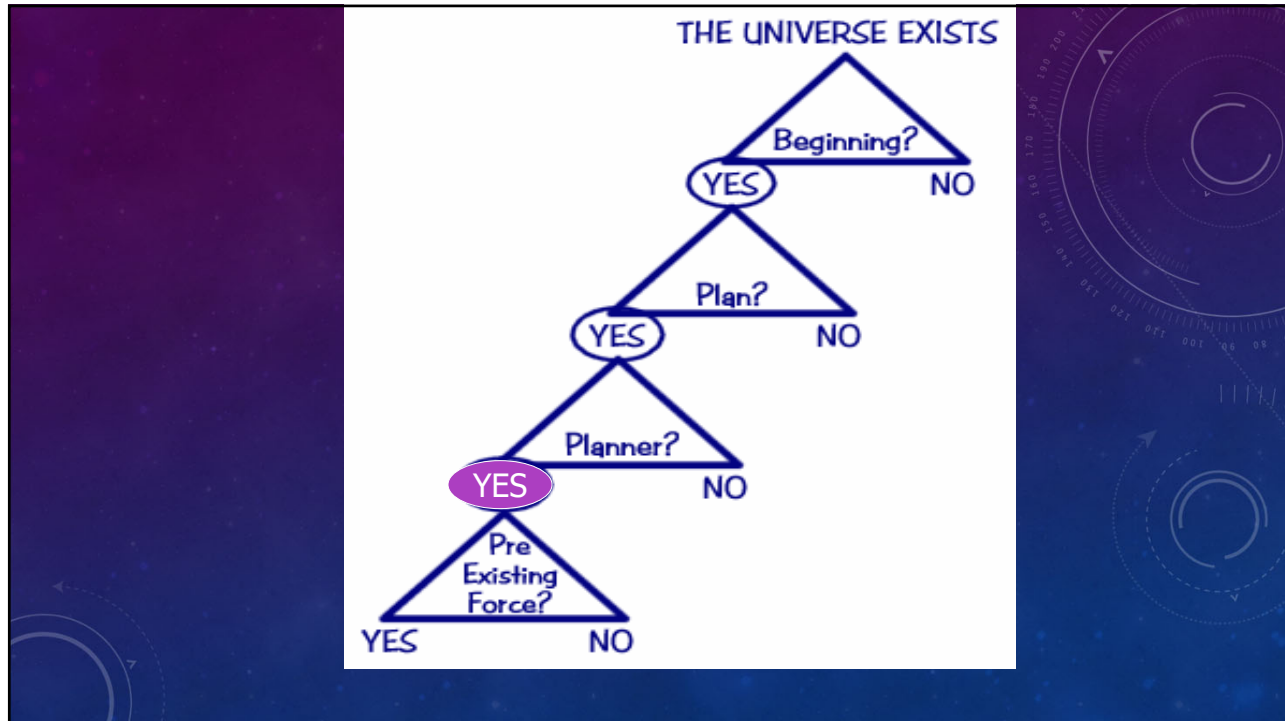 THE UNIVERSE EXISTS
Beginning?
YES
NO
Plan?
YES
NO
Planner?
YES
NO
Pre
Existing
Force?
YES
NO